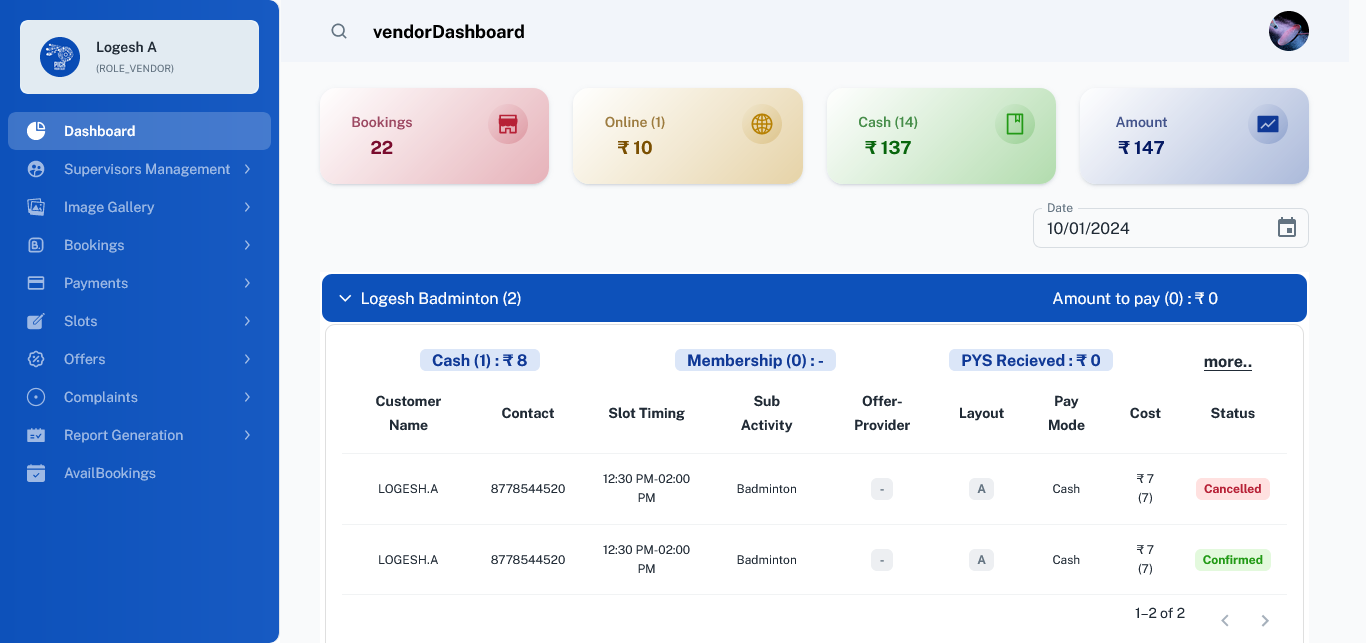 Logesh A
(ROLE_VENDOR)
Dashboard
Supervisors Management
Image Gallery
Bookings
Payments
Slots
Offers
Complaints
Report Generation
AvailBookings
vendorDashboard
Bookings
22
Online (1)
₹ 10
Cash (14)
₹ 137
Amount
₹ 147
Date
10/01/2024
Logesh Badminton (2)
Amount to pay (0) : ₹ 0
Cash (1) : ₹ 8
Membership (0) : -
PYS Recieved : ₹ 0
more..
Customer
Name
Contact
Slot Timing
Sub
Activity
Offer-
Provider
Layout
Pay
Mode
Cost
Status
LOGESH.A
8778544520
12:30 PM-02:00
PM
Badminton
-
A
Cash
₹ 7
(7)
Cancelled
LOGESH.A
8778544520
12:30 PM-02:00
PM
Badminton
-
A
Cash
₹ 7
(7)
Confirmed
1–2 of 2